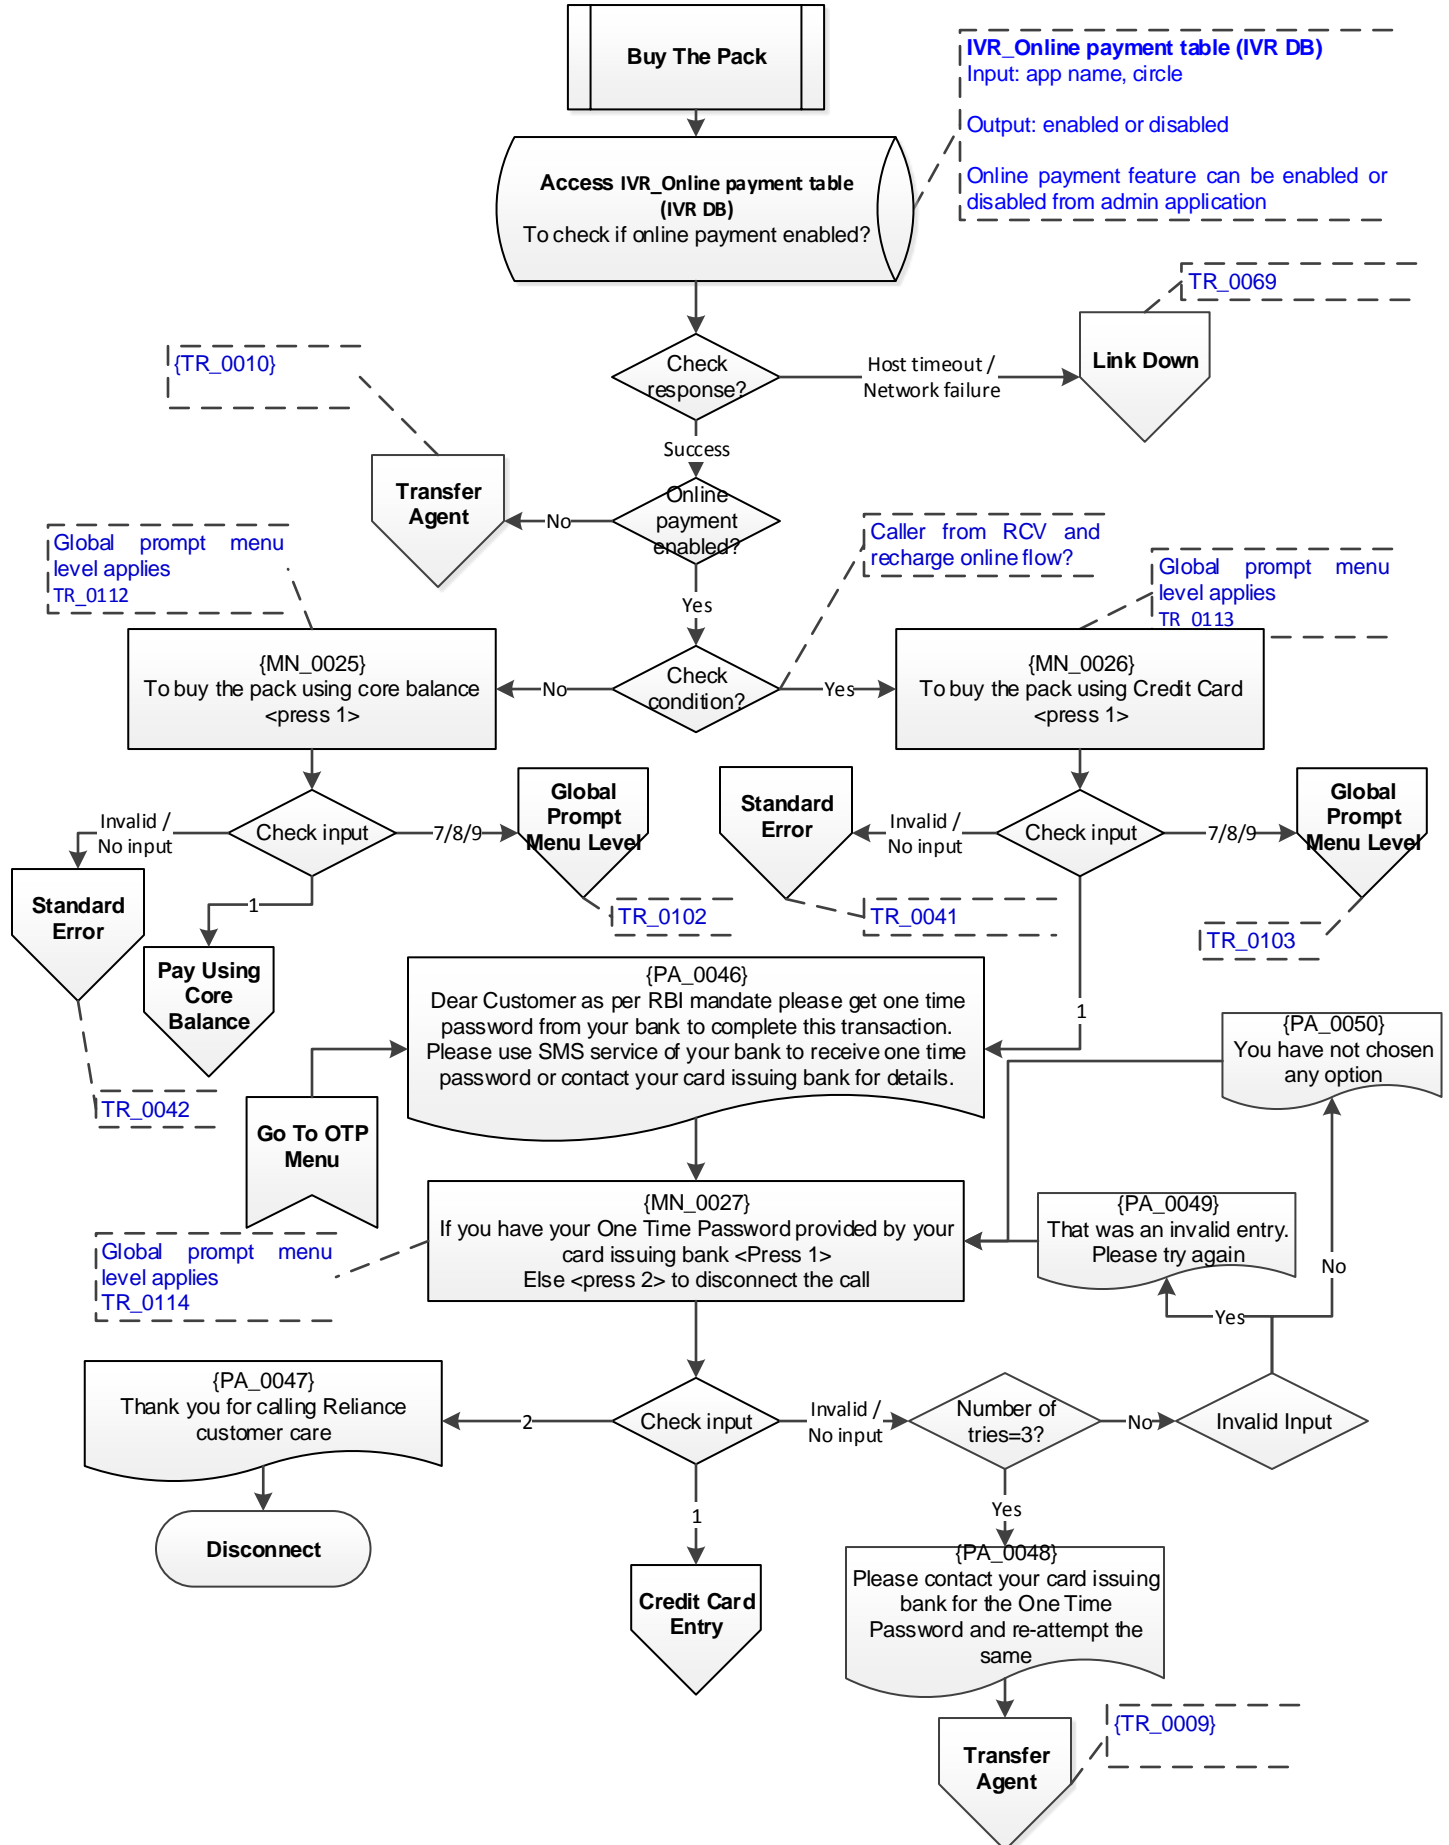 Buy The Pack
IVR_Online payment table (IVR DB)
Input: app name, circle
Output: enabled or disabled
Online payment feature can be enabled or
disabled from admin application
Access IVR_Online payment table
(IVR DB)
To check if online payment enabled?
TR_0069
Link Down
Check
response?
Host timeout /
Network failure
{TR_0010}
Success
Transfer
Agent
No
Online
payment
enabled?
Caller from RCV and
recharge online flow?
Global prompt menu
level applies
TR_0112
Global prompt menu
level applies
TR_0113
Yes
{MN_0025}
To buy the pack using core balance
<press 1>
No
Check
condition?
Yes
{MN_0026}
To buy the pack using Credit Card
<press 1>
Invalid /
No input
Check input
7/8/9
Global
Prompt
Menu Level
Standard
Error
Invalid /
No input
Check input
7/8/9
Global
Prompt
Menu Level
Standard
Error
1
TR_0102
TR_0041
TR_0103
Pay Using
Core
Balance
{PA_0046}
Dear Customer as per RBI mandate please get one time
password from your bank to complete this transaction.
Please use SMS service of your bank to receive one time
password or contact your card issuing bank for details.
1
{PA_0050}
You have not chosen
any option
TR_0042
Go To OTP
Menu
{MN_0027}
If you have your One Time Password provided by your
card issuing bank <Press 1>
Else <press 2> to disconnect the call
{PA_0049}
That was an invalid entry.
Please try again
No
Global prompt menu
level applies
TR_0114
Yes
{PA_0047}
Thank you for calling Reliance
customer care
2
Check input
Invalid /
No input
Number of
tries=3?
No
Invalid Input
Disconnect
1
Yes
Credit Card
Entry
{PA_0048}
Please contact your card issuing
bank for the One Time
Password and re-attempt the
same
{TR_0009}
Transfer
Agent